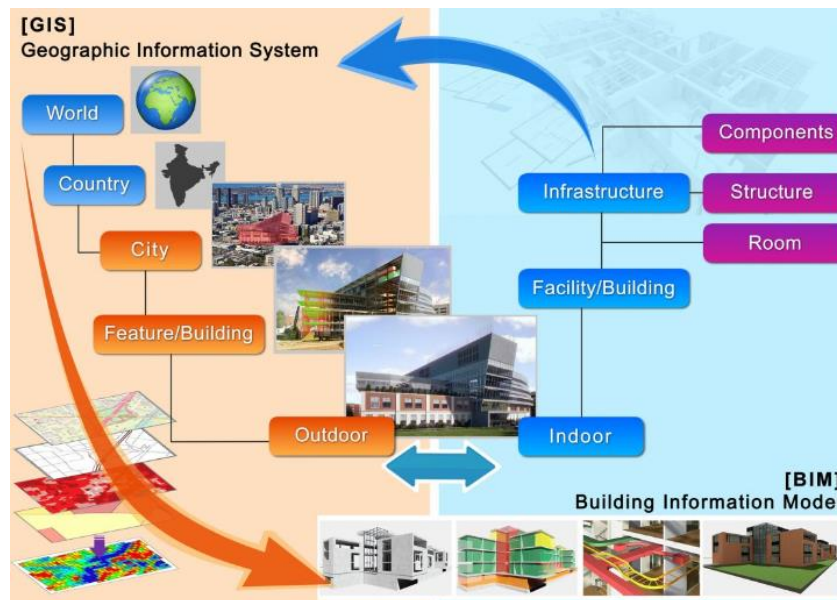 [GIS]
Geographic Information System
World
Country
City
Feature/Building
Outdoor
Components
Infrastructure
Structure
Room
Facility/Building
Indoor
[BIM]
Building Information Mode